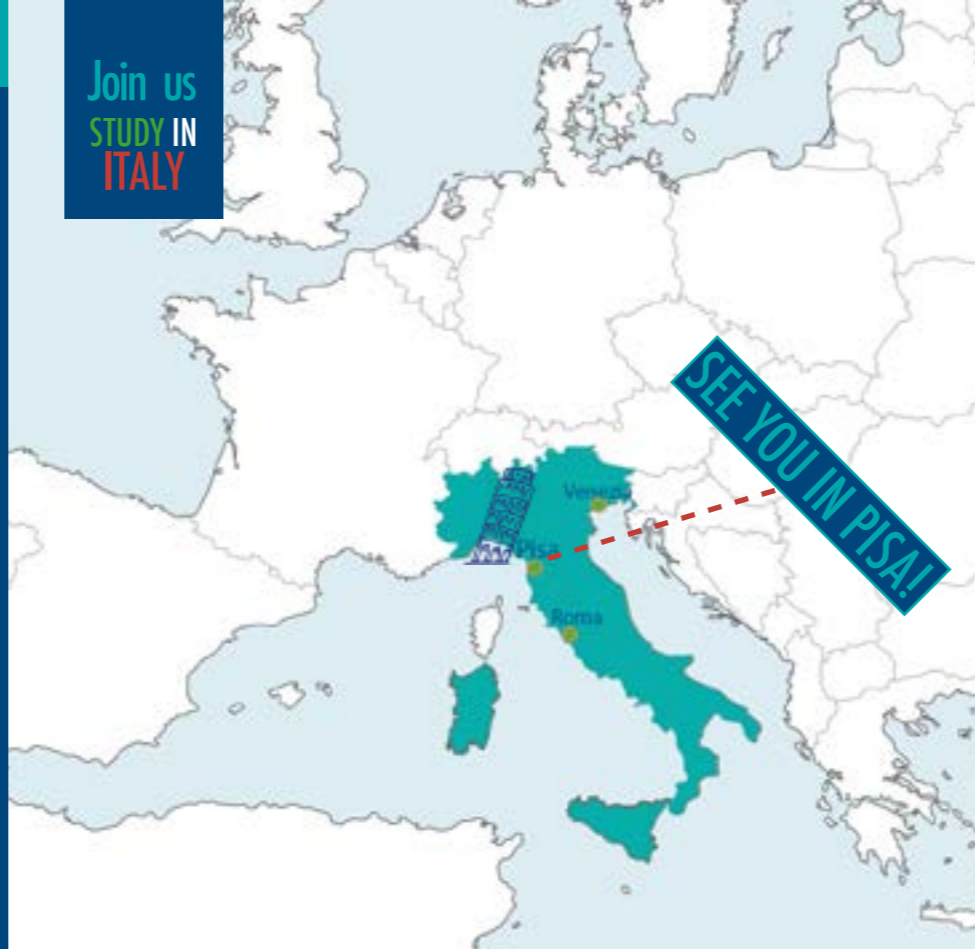 Join us
STUDY IN
ITALY
SEE YOU IN PISA!
Venezia
Pisa
Roma